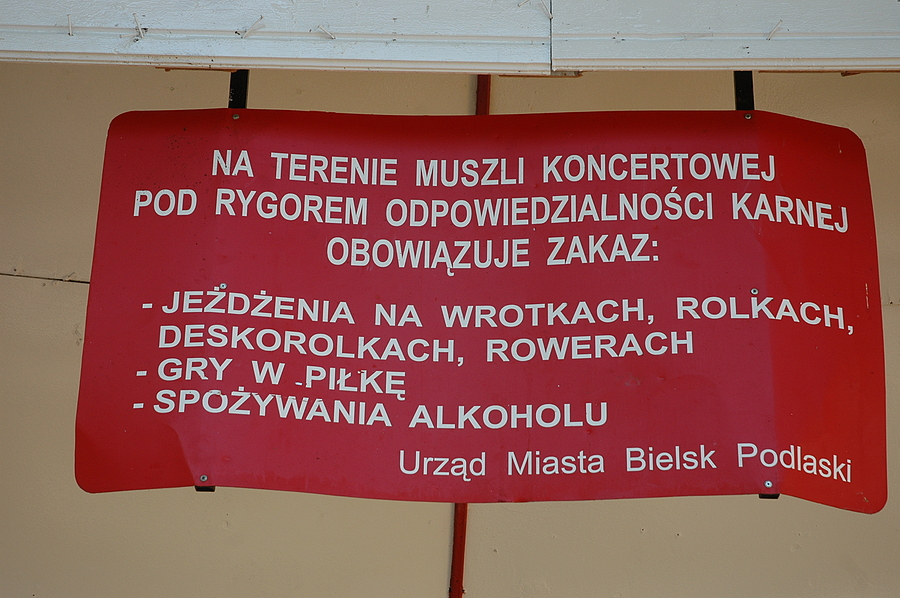 NA TERENIE MUSZLI KONCERTOWEJ
POD RYGOREM ODPOWIEDZIALNOŚCI KARNEJ
OBOWIĄZUJE ZAKAZ:
- JEŻDŻENIA NA WROTKACH, ROLKACH,
DESKOROLKACH, ROWERACH
- GRY W PIŁKĘ
- SPOŻYWANIA ALKOHOLU
Urząd Miasta Bielsk Podlaski